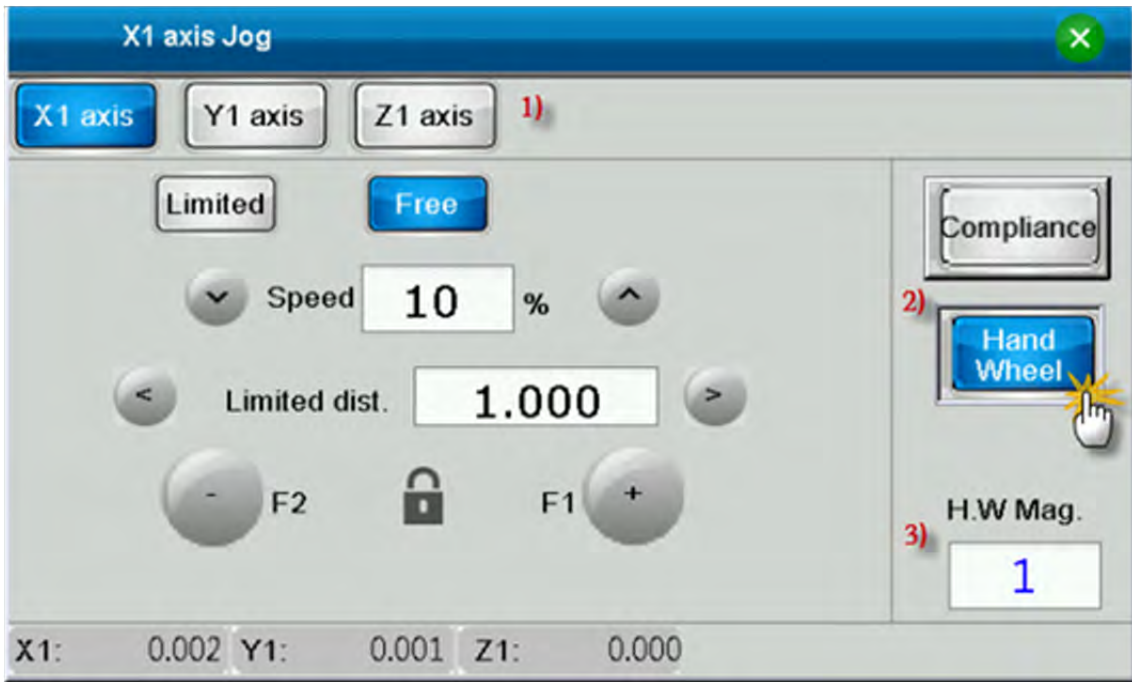 X1 axis Jog
X1 axis Y1 axis Z1 axis 1)
Limited Free
Compliance
Speed 10 %
2)
Hand
Wheel
< Limited dist. 1.000 >
- F2 F1 +
H.W Mag.
3)
1
X1: 0.002 Y1: 0.001 Z1: 0.000